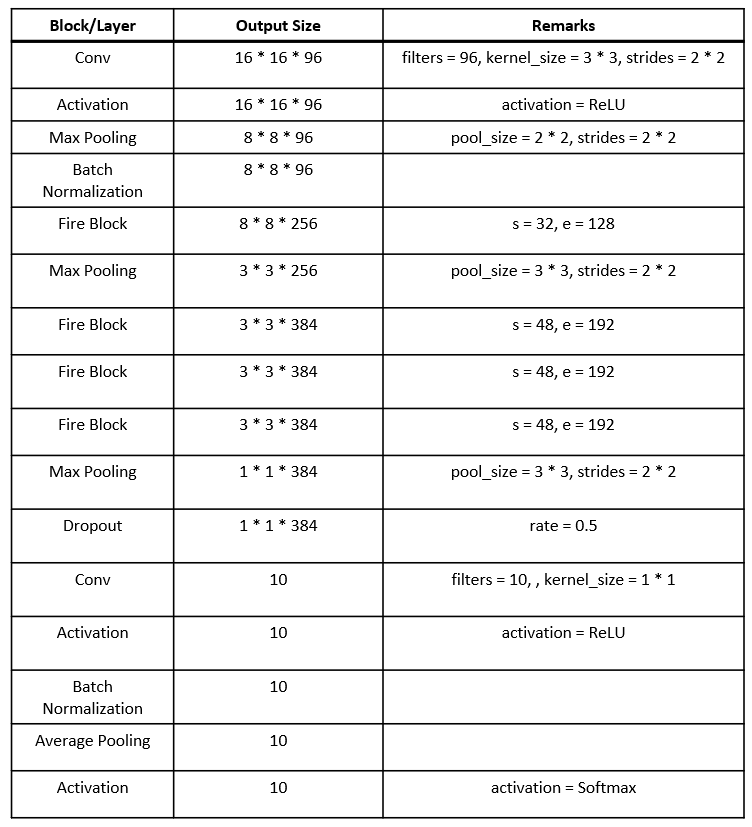 Block/Layer Output Size Remarks
Conv 16 * 16 * 96 filters = 96, kernel_size = 3 * 3, strides = 2 * 2
Activation 16 * 16 * 96 activation = ReLU
Max Pooling 8 * 8 * 96 pool_size = 2 * 2, strides = 2 * 2
Batch 8 * 8 * 96
Normalization
Fire Block 8 * 8 * 256 s = 32, e = 128
Max Pooling 3 * 3 * 256 pool_size = 3 * 3, strides = 2 * 2
Fire Block 3 * 3 * 384 s = 48, e = 192
Fire Block 3 * 3 * 384 s = 48, e = 192
Fire Block 3 * 3 * 384 s = 48, e = 192
Max Pooling 1 * 1 * 384 pool_size = 3 * 3, strides = 2 * 2
Dropout 1 * 1 * 384 rate = 0.5
Conv 10 filters = 10, , kernel_size = 1 * 1
Activation 10 activation = ReLU
Batch 10
Normalization
Average Pooling 10
Activation 10 activation = Softmax